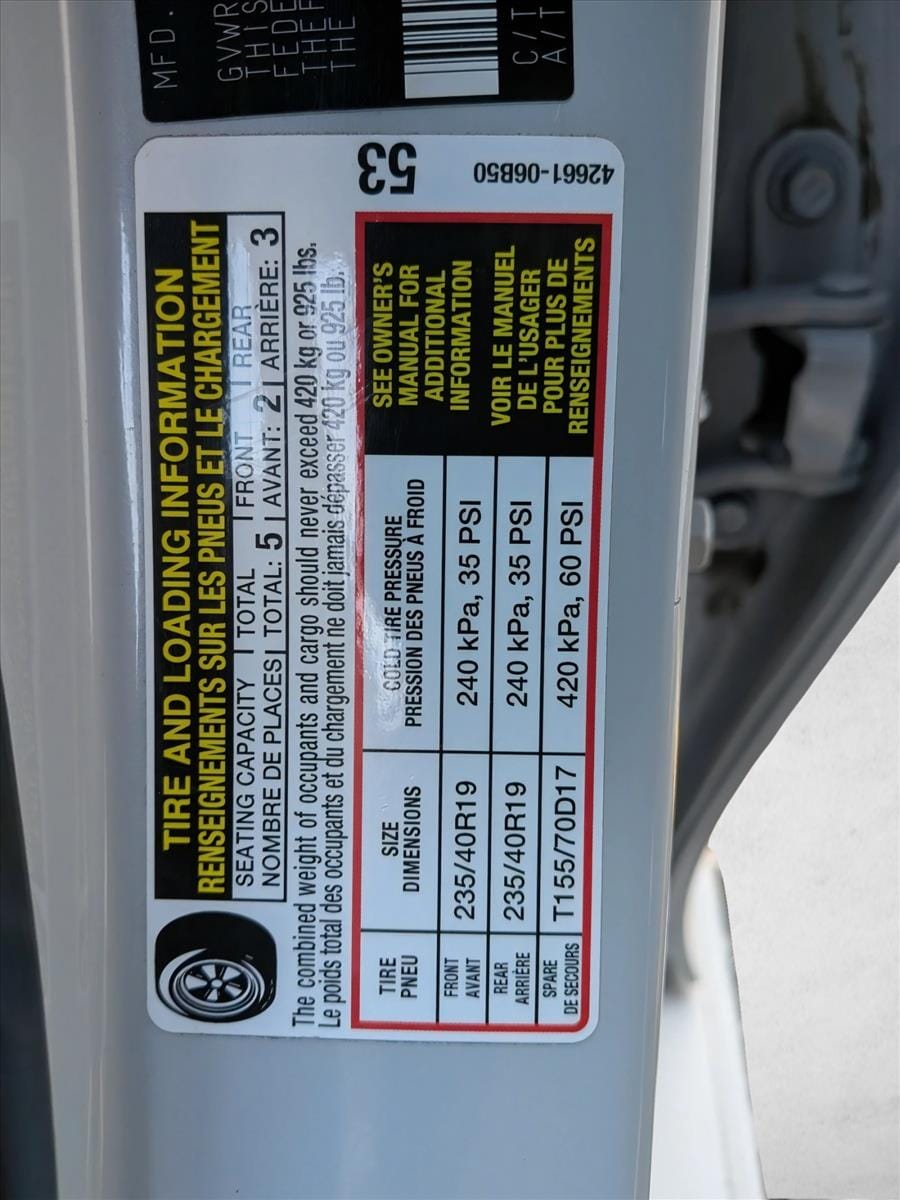 MFD.
GVWR
THIS
FEDE
THEF
THE
C/T
A/T
TIRE AND LOADING INFORMATION
RENSEIGNEMENTS SUR LES PNEUS ET LE CHARGEMENT
SEATING CAPACITY | TOTAL | FRONT | REAR
NOMBRE DE PLACES | TOTAL: 5 | AVANT: 2 | ARRIÈRE: 3
The combined weight of occupants and cargo should never exceed 420 kg or 925 lbs.
Le poids total des occupants et du chargement ne doit jamais dépasser 420 kg ou 925 lb.
TIRE
PNEU
SIZE
DIMENSIONS
COLD TIRE PRESSURE
PRESSION DES PNEUS À FROID
FRONT
AVANT
235/40R19
240 kPa, 35 PSI
REAR
ARRIÈRE
235/40R19
240 kPa, 35 PSI
SPARE
DE SECOURS
T155/70D17
420 kPa, 60 PSI
SEE OWNER'S
MANUAL FOR
ADDITIONAL
INFORMATION
VOIR LE MANUEL
DE L'USAGER
POUR PLUS DE
RENSEIGNEMENTS
53
42661-06B50